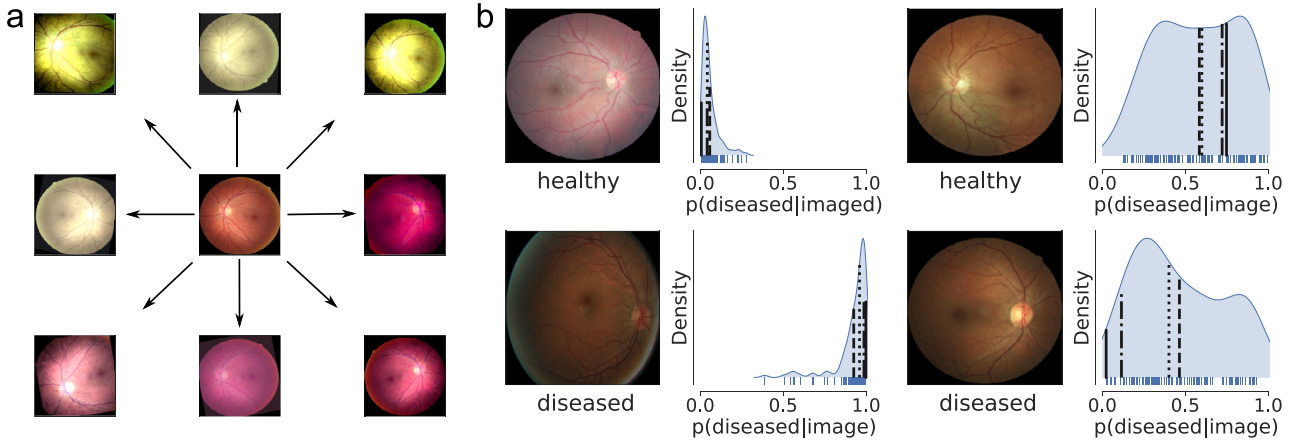 a
b
Density
healthy
0.0 0.5 1.0
p(diseased|imaged)
Density
healthy
0.0 0.5 1.0
p(diseased|image)
Density
diseased
0.0 0.5 1.0
p(diseased|image)
Density
diseased
0.0 0.5 1.0
p(diseased|image)